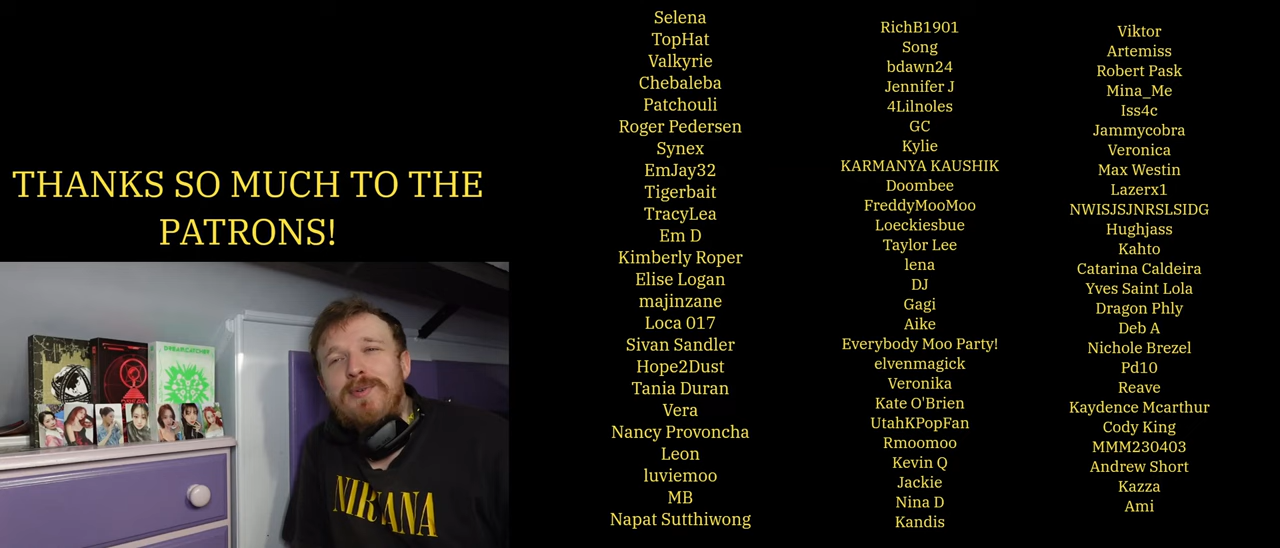 THANKS SO MUCH TO THE
PATRONS!
DREAMCATCHER
NIRVANA
Selena
TopHat
Valkyrie
Chebaleba
Patchouli
Roger Pedersen
Synex
EmJay32
Tigerbait
TracyLea
Em D
Kimberly Roper
Elise Logan
majinzane
Loca 017
Sivan Sandler
Hope2Dust
Tania Duran
Vera
Nancy Provoncha
Leon
luviemoo
MB
Napat Sutthiwong
RichB1901
Song
bdawn24
Jennifer J
4Lilnoles
GC
Kylie
KARMANYA KAUSHIK
Doombee
FreddyMooMoo
Loeckiesbue
Taylor Lee
lena
DJ
Gagi
Aike
Everybody Moo Party!
elvenmagick
Veronika
Kate O'Brien
UtahKPopFan
Rmoomoo
Kevin Q
Jackie
Nina D
Kandis
Viktor
Artemiss
Robert Pask
Mina_Me
Iss4c
Jammycobra
Veronica
Max Westin
Lazerx1
NWISJSJNRSLSIDG
Hughjass
Kahto
Catarina Caldeira
Yves Saint Lola
Dragon Phly
Deb A
Nichole Brezel
Pd10
Reave
Kaydence Mcarthur
Cody King
MMM230403
Andrew Short
Kazza
Ami